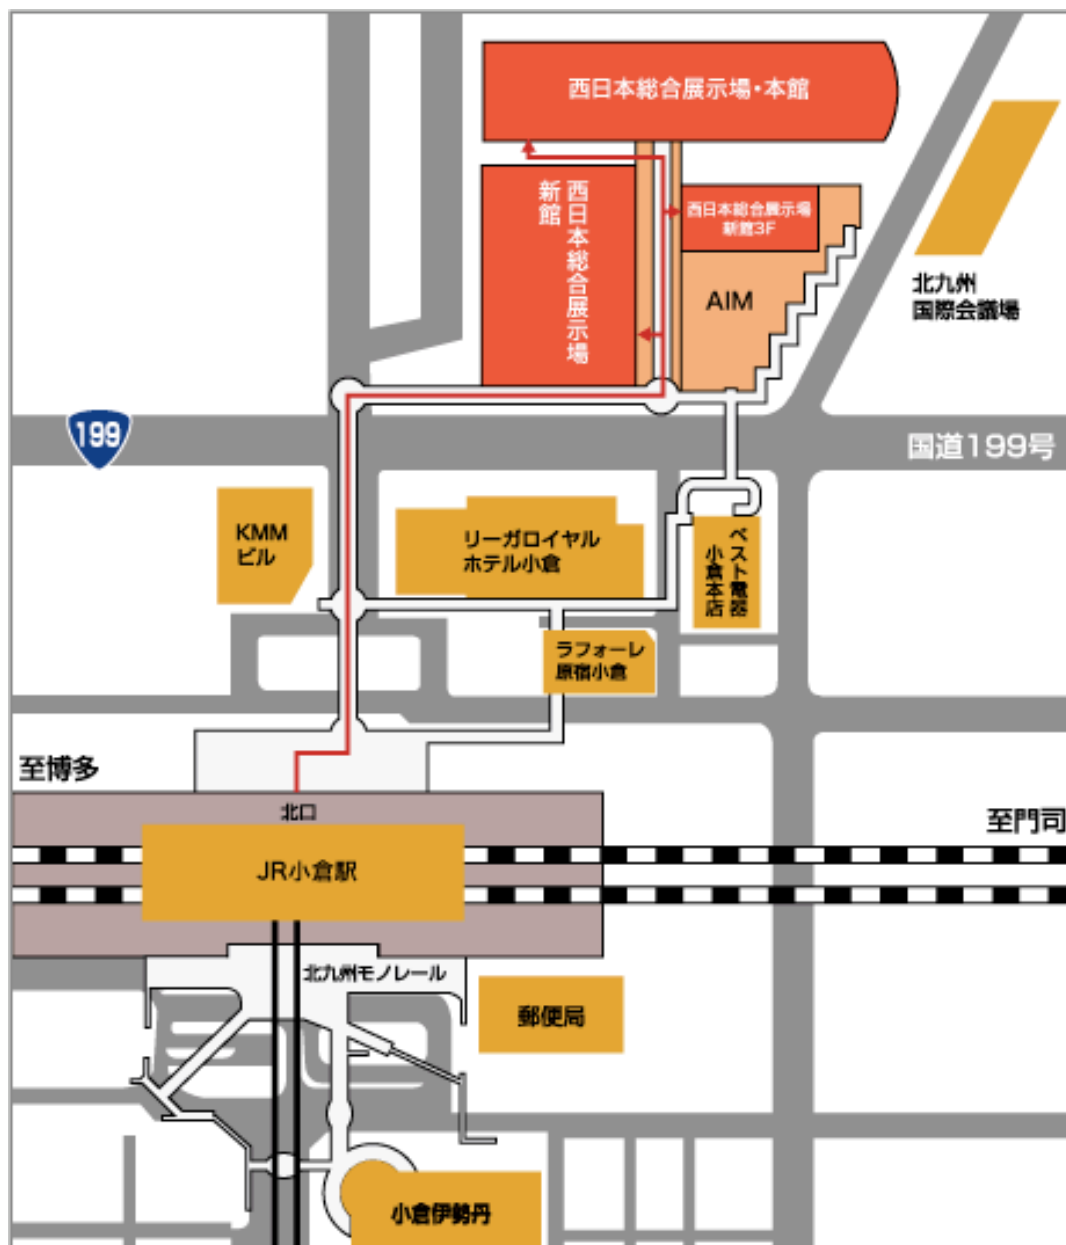 西日本総合展示場・本館
西日本総合展示場
新館
西日本総合展示場
新館3F
AIM
北九州
国際会議場
199
国道199号
KMM
ビル
リーガロイヤル
ホテル小倉
ベスト電器
小倉本店
ラフォーレ
原宿小倉
至博多
北口
至門司
JR小倉駅
北九州モノレール
郵便局
小倉伊勢丹